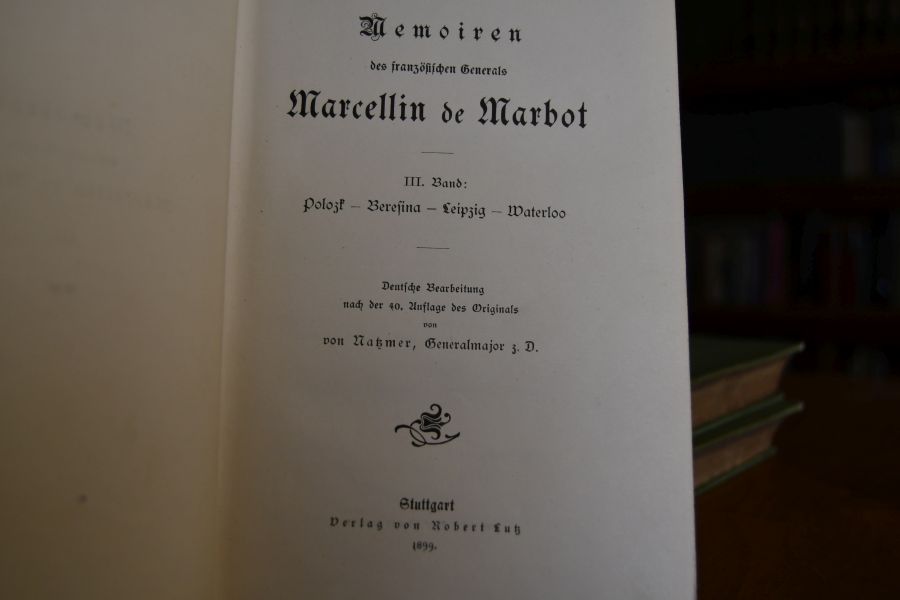 Memoiren
des französischen Generals
Marcellin de Marbot
III. Band:
Polozk – Beresina – Leipzig – Waterloo
Deutsche Bearbeitung
nach der 40. Auflage des Originals
von
von Natzmer, Generalmajor z. D.
Stuttgart
Verlag von Robert Lutz
1899.